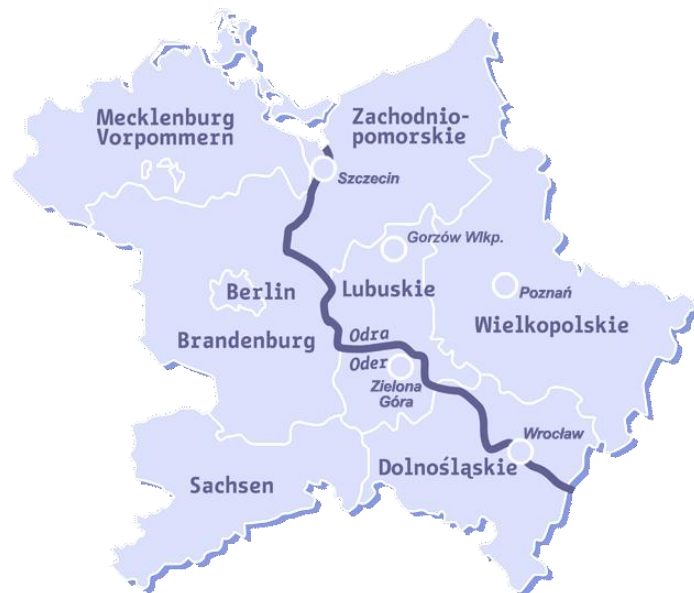 Mecklenburg
Vorpommern
Zachodnio-
pomorskie
Szczecin
Gorzów Wlkp.
Berlin
Lubuskie
Poznań
Wielkopolskie
Brandenburg
Odra
Oder
Zielona
Góra
Wrocław
Dolnośląskie
Sachsen